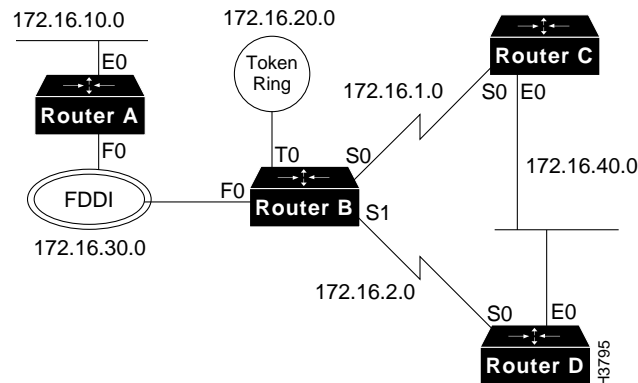 172.16.10.0
E0
Router A
F0
FDDI
172.16.30.0
172.16.20.0
Token
Ring
T0
F0
Router B
S0
S1
172.16.1.0
172.16.2.0
Router C
S0
E0
172.16.40.0
S0
E0
Router D
H3795